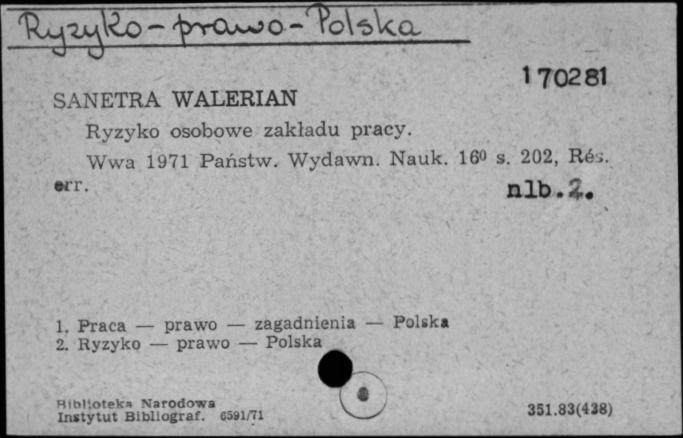 Ryzyko-prawo-Polska
170281
SANETRA WALERIAN
Ryzyko osobowe zakładu pracy.
Wwa 1971 Państw. Wydawn. Nauk. 16⁰ s. 202, Rés.
err.
nlb.2.
1. Praca — prawo — zagadnienia — Polska
2. Ryzyko — prawo — Polska
Biblioteka Narodowa
Instytut Bibliograf. 6591/71
351.83(438)